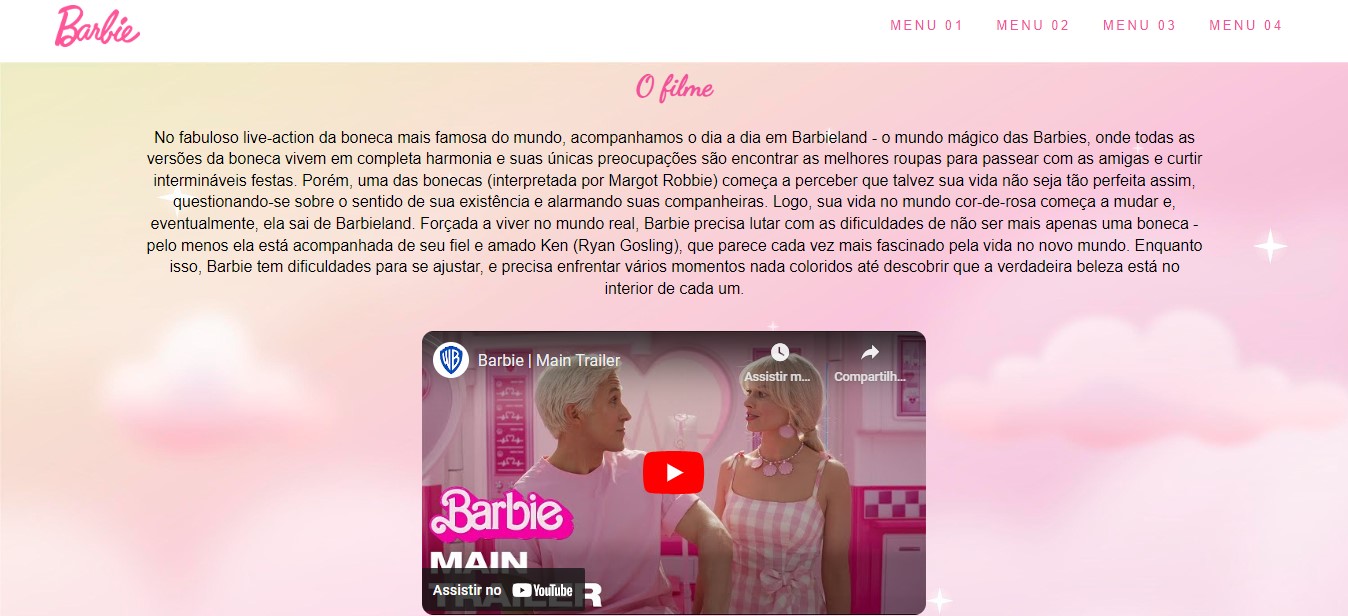 Barbie
MENU 01 MENU 02 MENU 03 MENU 04
O filme
No fabuloso live-action da boneca mais famosa do mundo, acompanhamos o dia a dia em Barbieland - o mundo mágico das Barbies, onde todas as
versões da boneca vivem em completa harmonia e suas únicas preocupações são encontrar as melhores roupas para passear com as amigas e curtir
intermináveis festas. Porém, uma das bonecas (interpretada por Margot Robbie) começa a perceber que talvez sua vida não seja tão perfeita assim,
questionando-se sobre o sentido de sua existência e alarmando suas companheiras. Logo, sua vida no mundo cor-de-rosa começa a mudar e,
eventualmente, ela sai de Barbieland. Forçada a viver no mundo real, Barbie precisa lutar com as dificuldades de não ser mais apenas uma boneca -
pelo menos ela está acompanhada de seu fiel e amado Ken (Ryan Gosling), que parece cada vez mais fascinado pela vida no novo mundo. Enquanto
isso, Barbie tem dificuldades para se ajustar, e precisa enfrentar vários momentos nada coloridos até descobrir que a verdadeira beleza está no
interior de cada um.
WB
Barbie | Main Trailer
Assistir m... Compartilh...
Barbie
MAIN
TRAILER
Assistir no YouTube